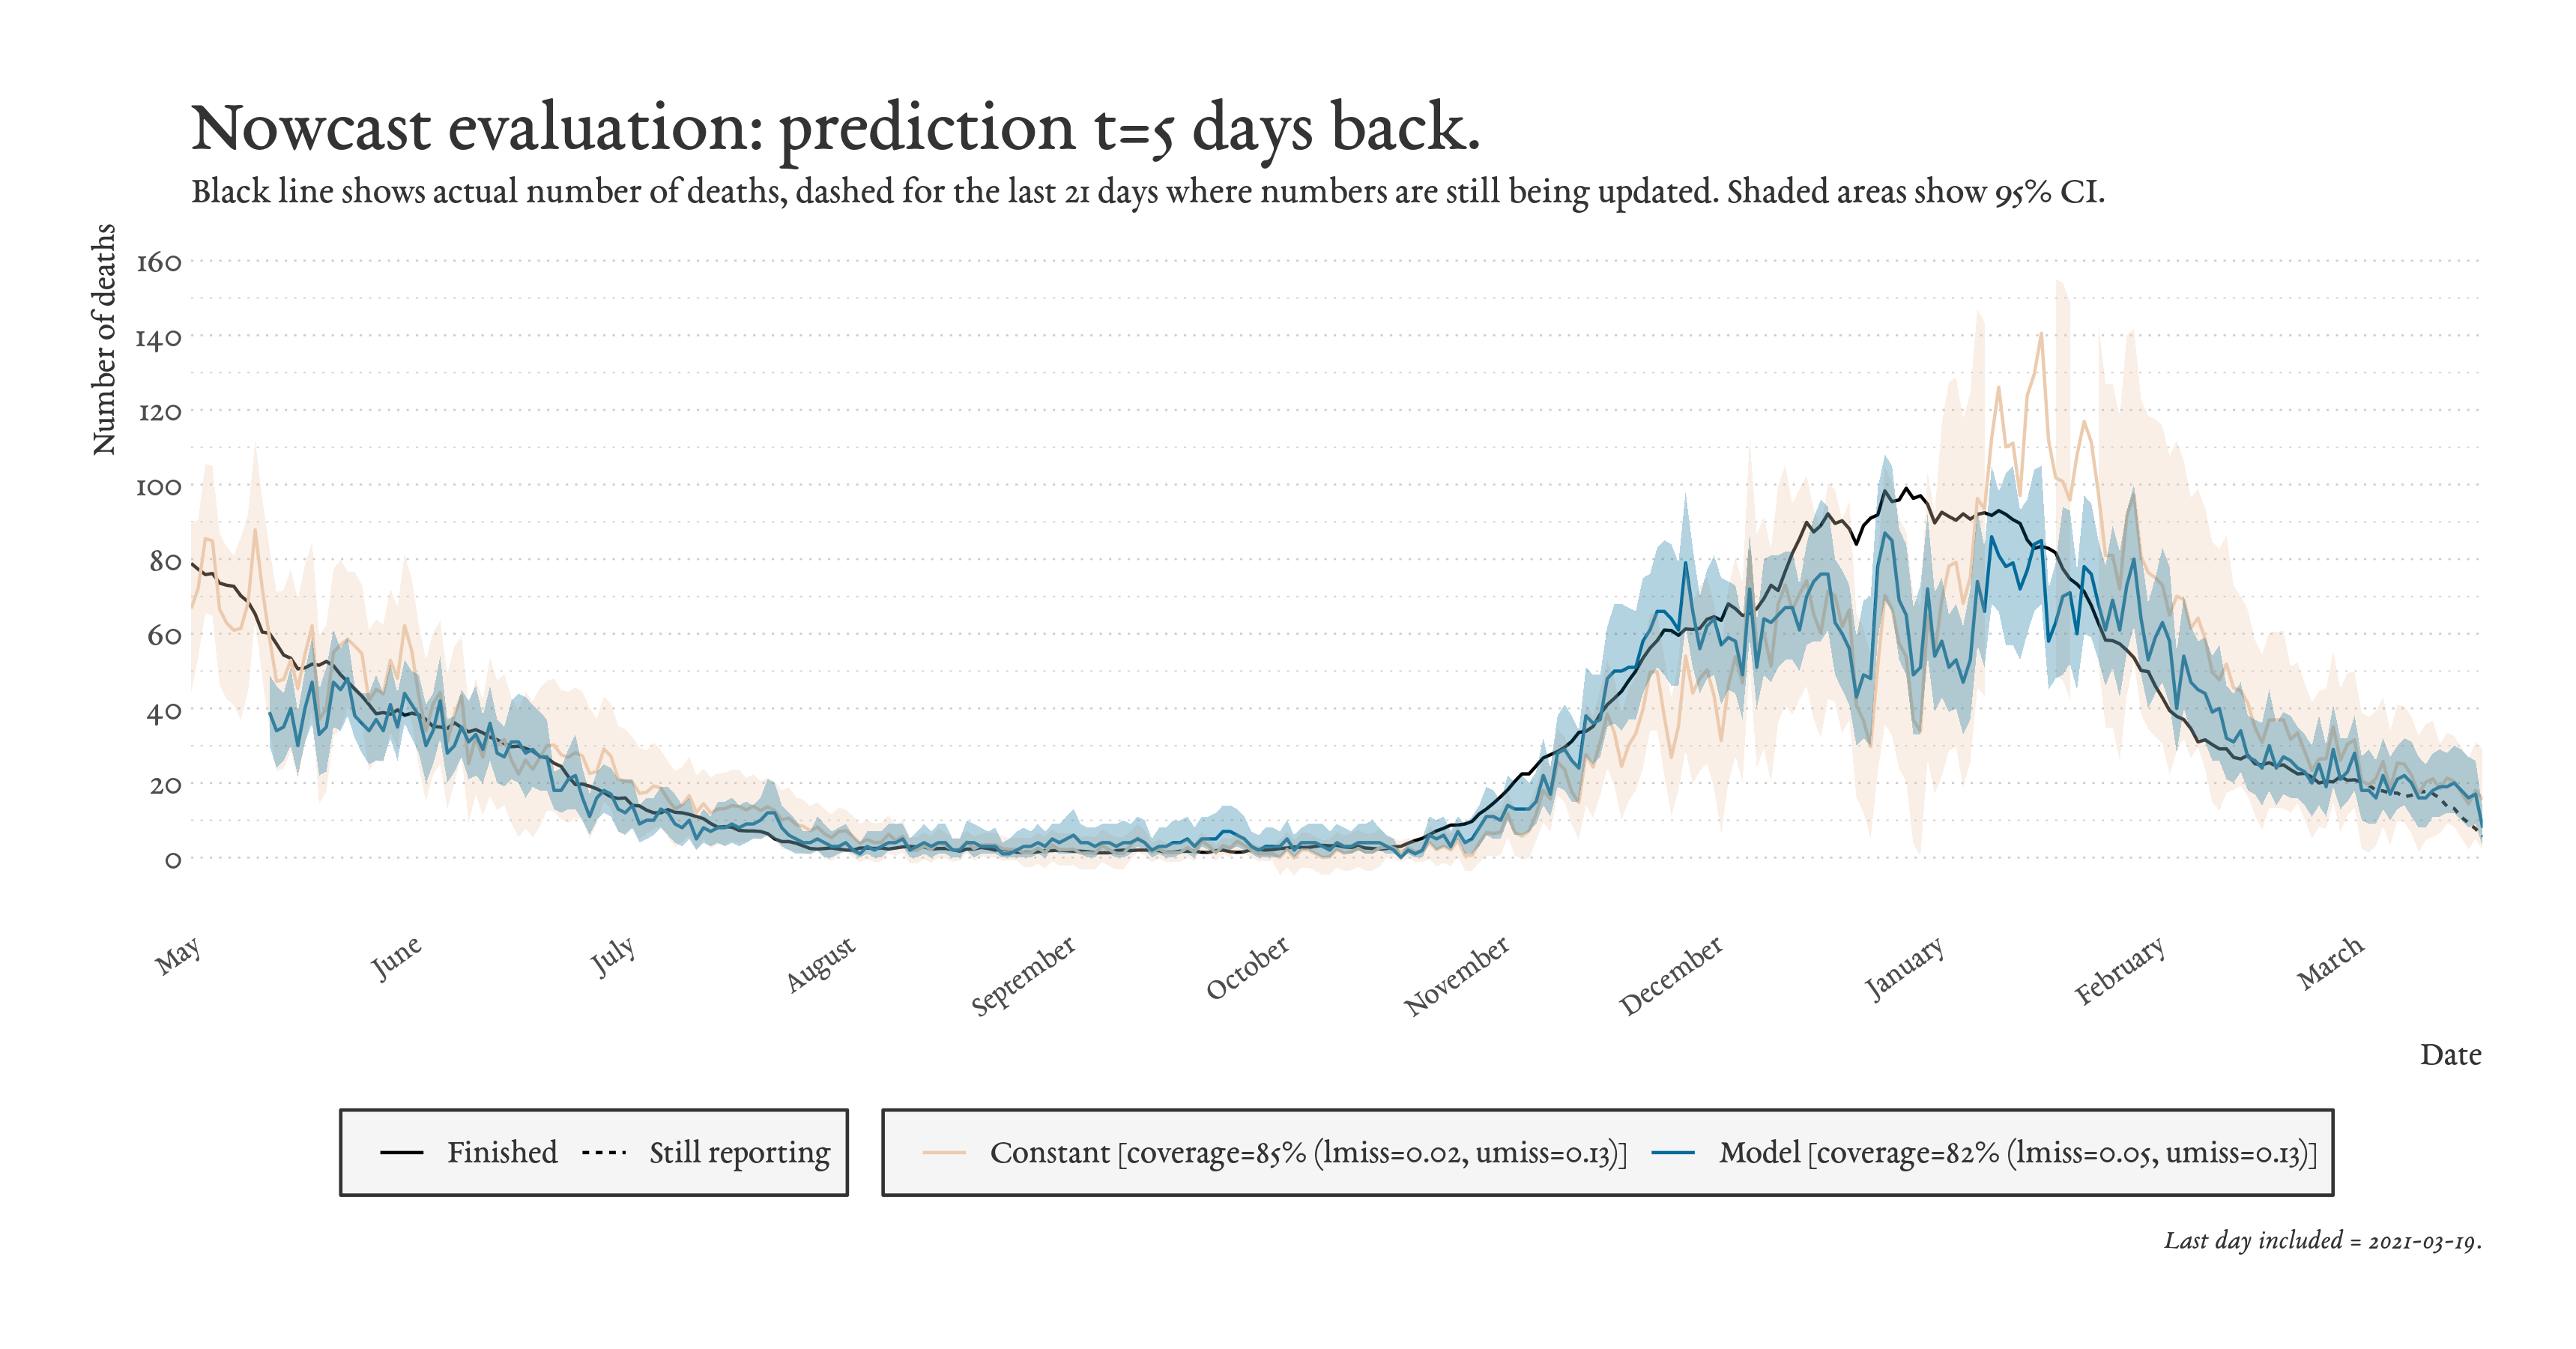 Nowcast evaluation: prediction t=5 days back.
Black line shows actual number of deaths, dashed for the last 21 days where numbers are still being updated. Shaded areas show 95% CI.
Number of deaths
160
140
120
100
80
60
40
20
0
May
June
July
August
September
October
November
December
January
February
March
Date
Finished
Still reporting
Constant [coverage=85% (lmiss=0.02, umiss=0.13)]
Model [coverage=82% (lmiss=0.05, umiss=0.13)]
Last day included = 2021-03-19.